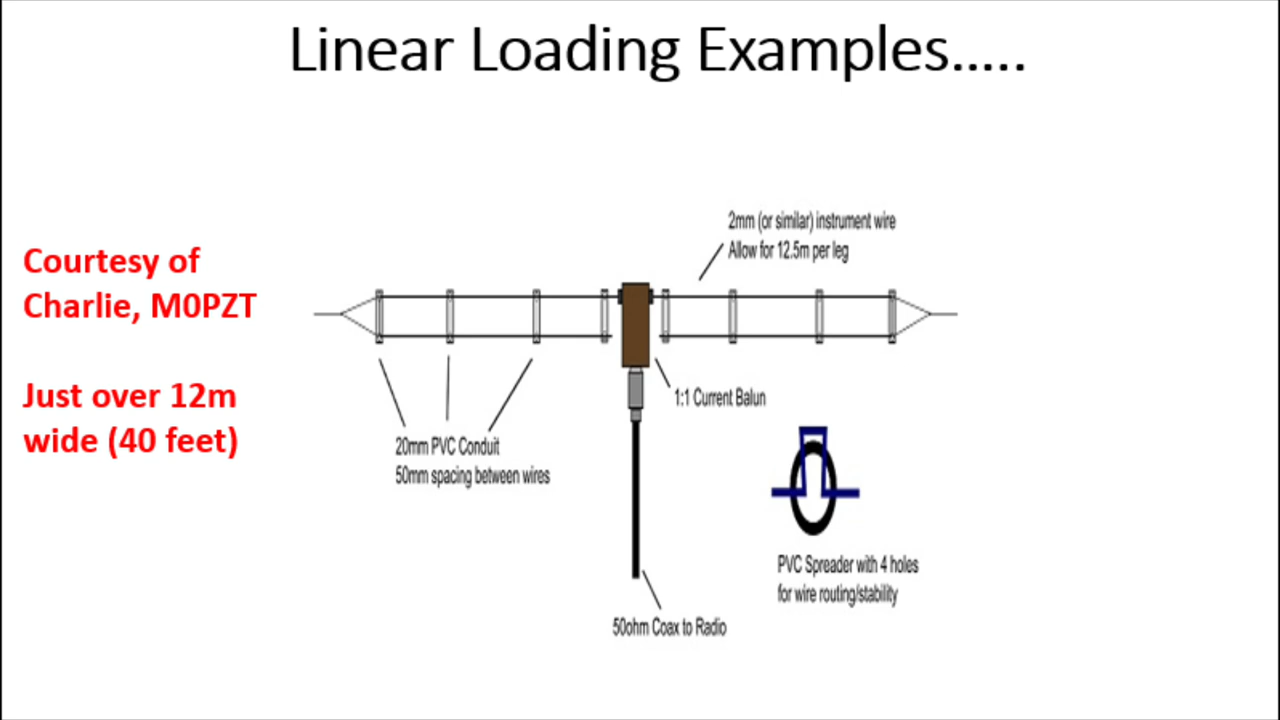 Linear Loading Examples.....
Courtesy of
Charlie, M0PZT
Just over 12m
wide (40 feet)
2mm (or similar) instrument wire
Allow for 12.5m per leg
1:1 Current Balun
20mm PVC Conduit
50mm spacing between wires
PVC Spreader with 4 holes
for wire routing/stability
50ohm Coax to Radio